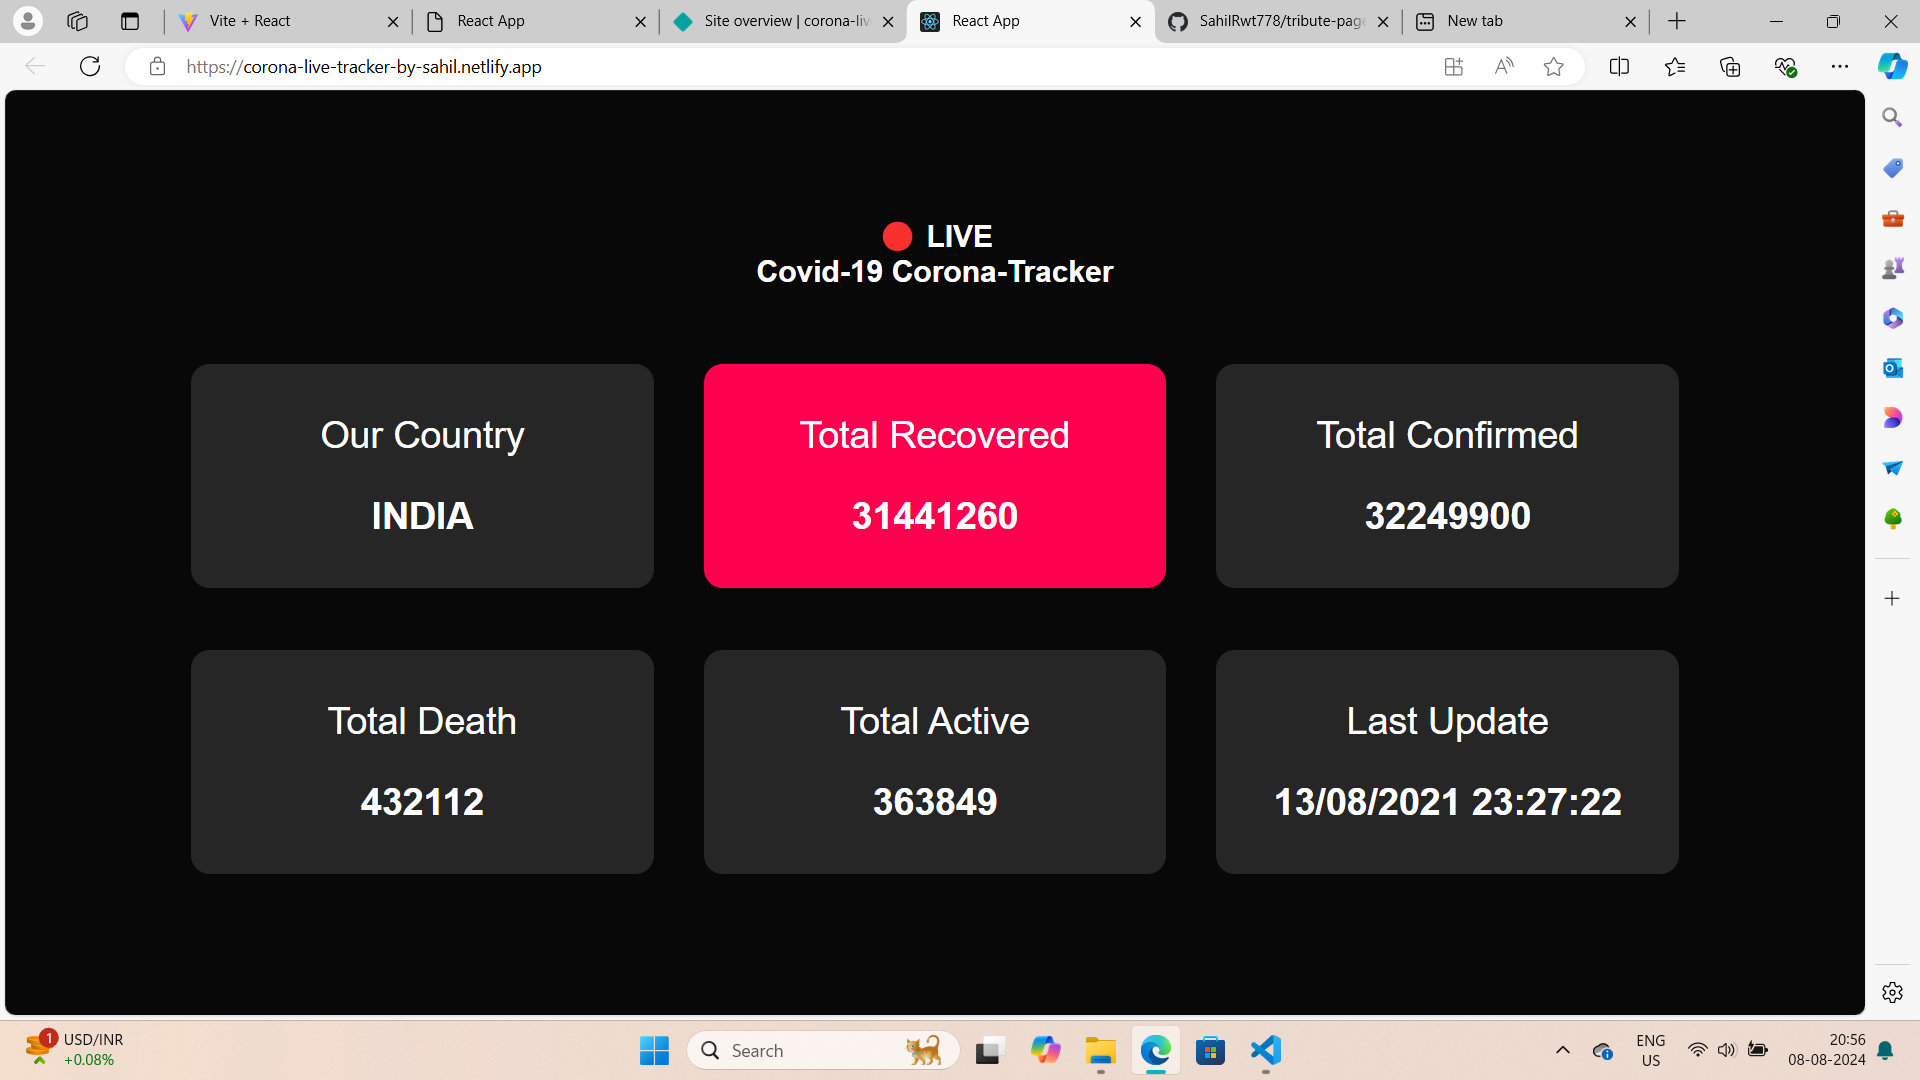 Vite + React
React App
Site overview | corona-liv
React App
SahilRwt778/tribute-page
New tab
https://corona-live-tracker-by-sahil.netlify.app
LIVE
Covid-19 Corona-Tracker
Our Country
INDIA
Total Recovered
31441260
Total Confirmed
32249900
Total Death
432112
Total Active
363849
Last Update
13/08/2021 23:27:22
1
USD/INR
+0.08%
Search
ENG
US
20:56
08-08-2024